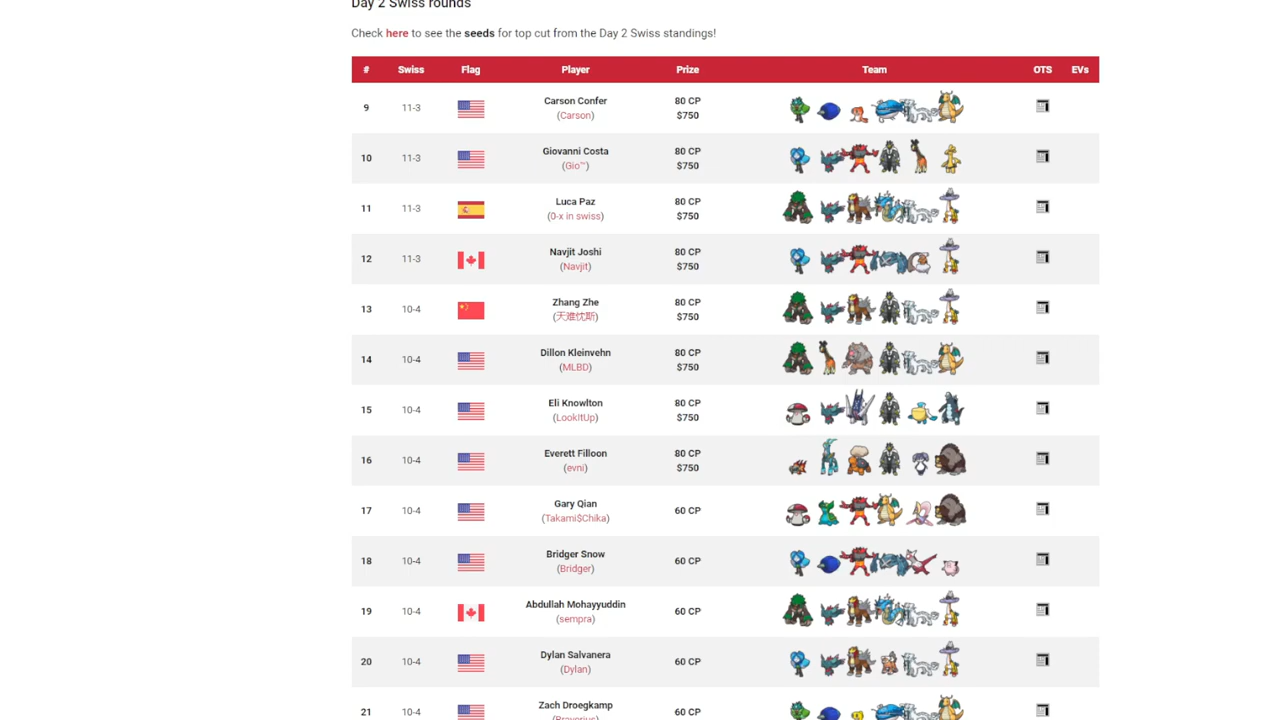 Day 2 Swiss rounds
Check here to see the seeds for top cut from the Day 2 Swiss standings!
# Swiss Flag Player Prize Team OTS EVs
9 11-3 Carson Confer 80 CP
(Carson) $750
10 11-3 Giovanni Costa 80 CP
(Gio™) $750
11 11-3 Luca Paz 80 CP
(0-x in swiss) $750
12 11-3 Navjit Joshi 80 CP
(Navjit) $750
13 10-4 Zhang Zhe 80 CP
(天难忱斯) $750
14 10-4 Dillon Kleinvehn 80 CP
(MLBD) $750
15 10-4 Eli Knowlton 80 CP
(LookItUp) $750
16 10-4 Everett Filloon 80 CP
(evni) $750
17 10-4 Gary Qian 60 CP
(Takami$Chika)
18 10-4 Bridger Snow 60 CP
(Bridger)
19 10-4 Abdullah Mohayyuddin 60 CP
(sempra)
20 10-4 Dylan Salvanera 60 CP
(Dylan)
21 10-4 Zach Droegkamp 60 CP